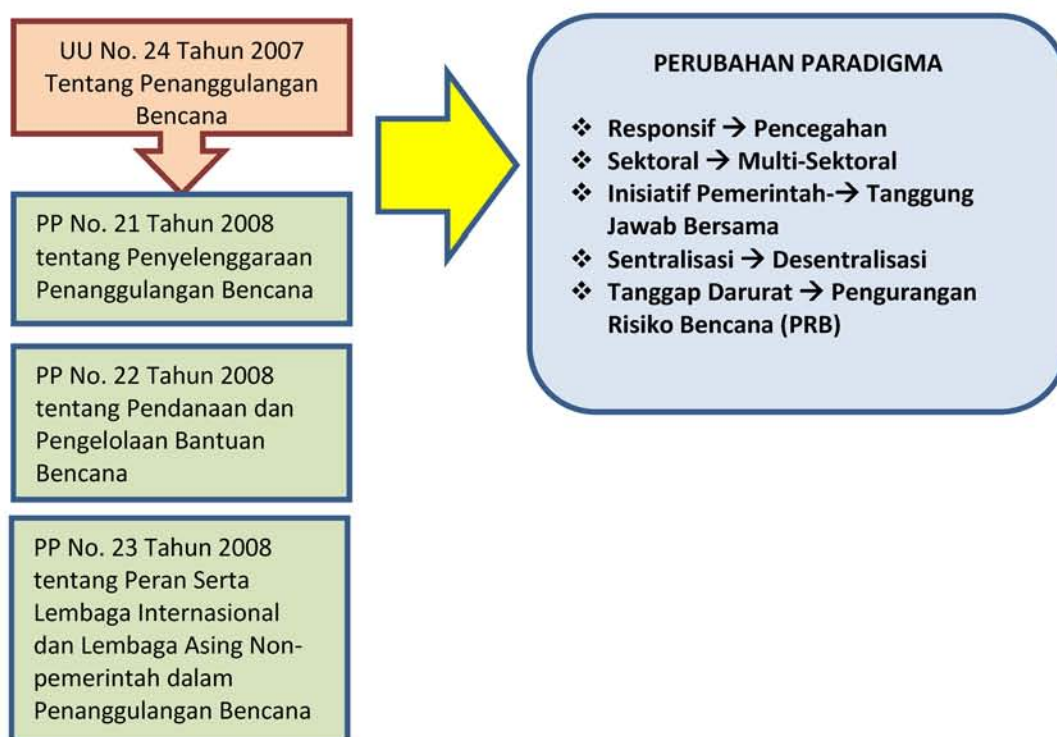 UU No. 24 Tahun 2007
Tentang Penanggulangan
Bencana
PP No. 21 Tahun 2008
tentang Penyelenggaraan
Penanggulangan Bencana
PP No. 22 Tahun 2008
tentang Pendanaan dan
Pengelolaan Bantuan
Bencana
PP No. 23 Tahun 2008
tentang Peran Serta
Lembaga Internasional
dan Lembaga Asing Non-
pemerintah dalam
Penanggulangan Bencana
PERUBAHAN PARADIGMA
❖ Responsif → Pencegahan
❖ Sektoral → Multi-Sektoral
❖ Inisiatif Pemerintah-→ Tanggung
Jawab Bersama
❖ Sentralisasi → Desentralisasi
❖ Tanggap Darurat → Pengurangan
Risiko Bencana (PRB)